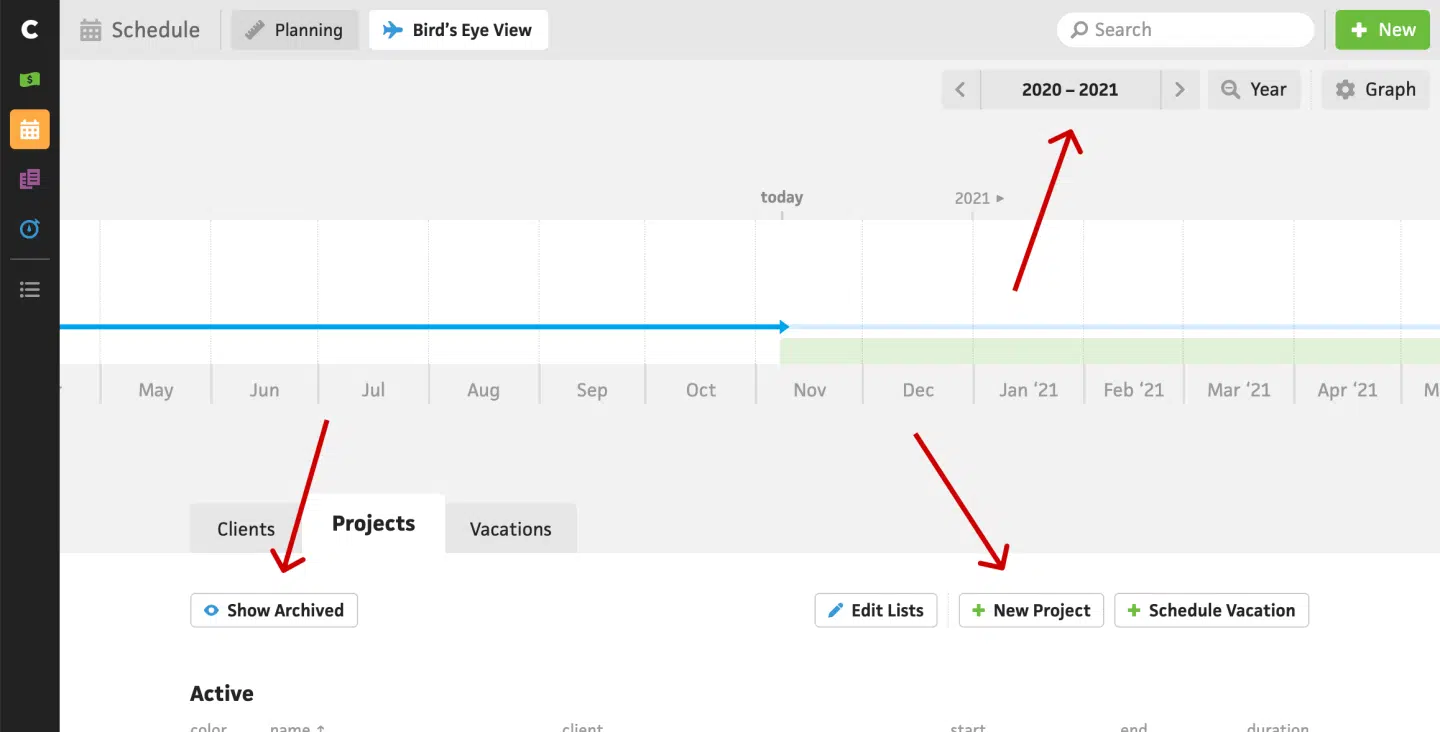 C
Schedule
Planning
Bird’s Eye View
Search
New
$
2020 – 2021
Year
Graph
today
2021 ▸
May
Jun
Jul
Aug
Sep
Oct
Nov
Dec
Jan ‘21
Feb ‘21
Mar ‘21
Apr ‘21
M
Clients
Projects
Vacations
Show Archived
Edit Lists
New Project
Schedule Vacation
Active
color name ↑ client start end duration